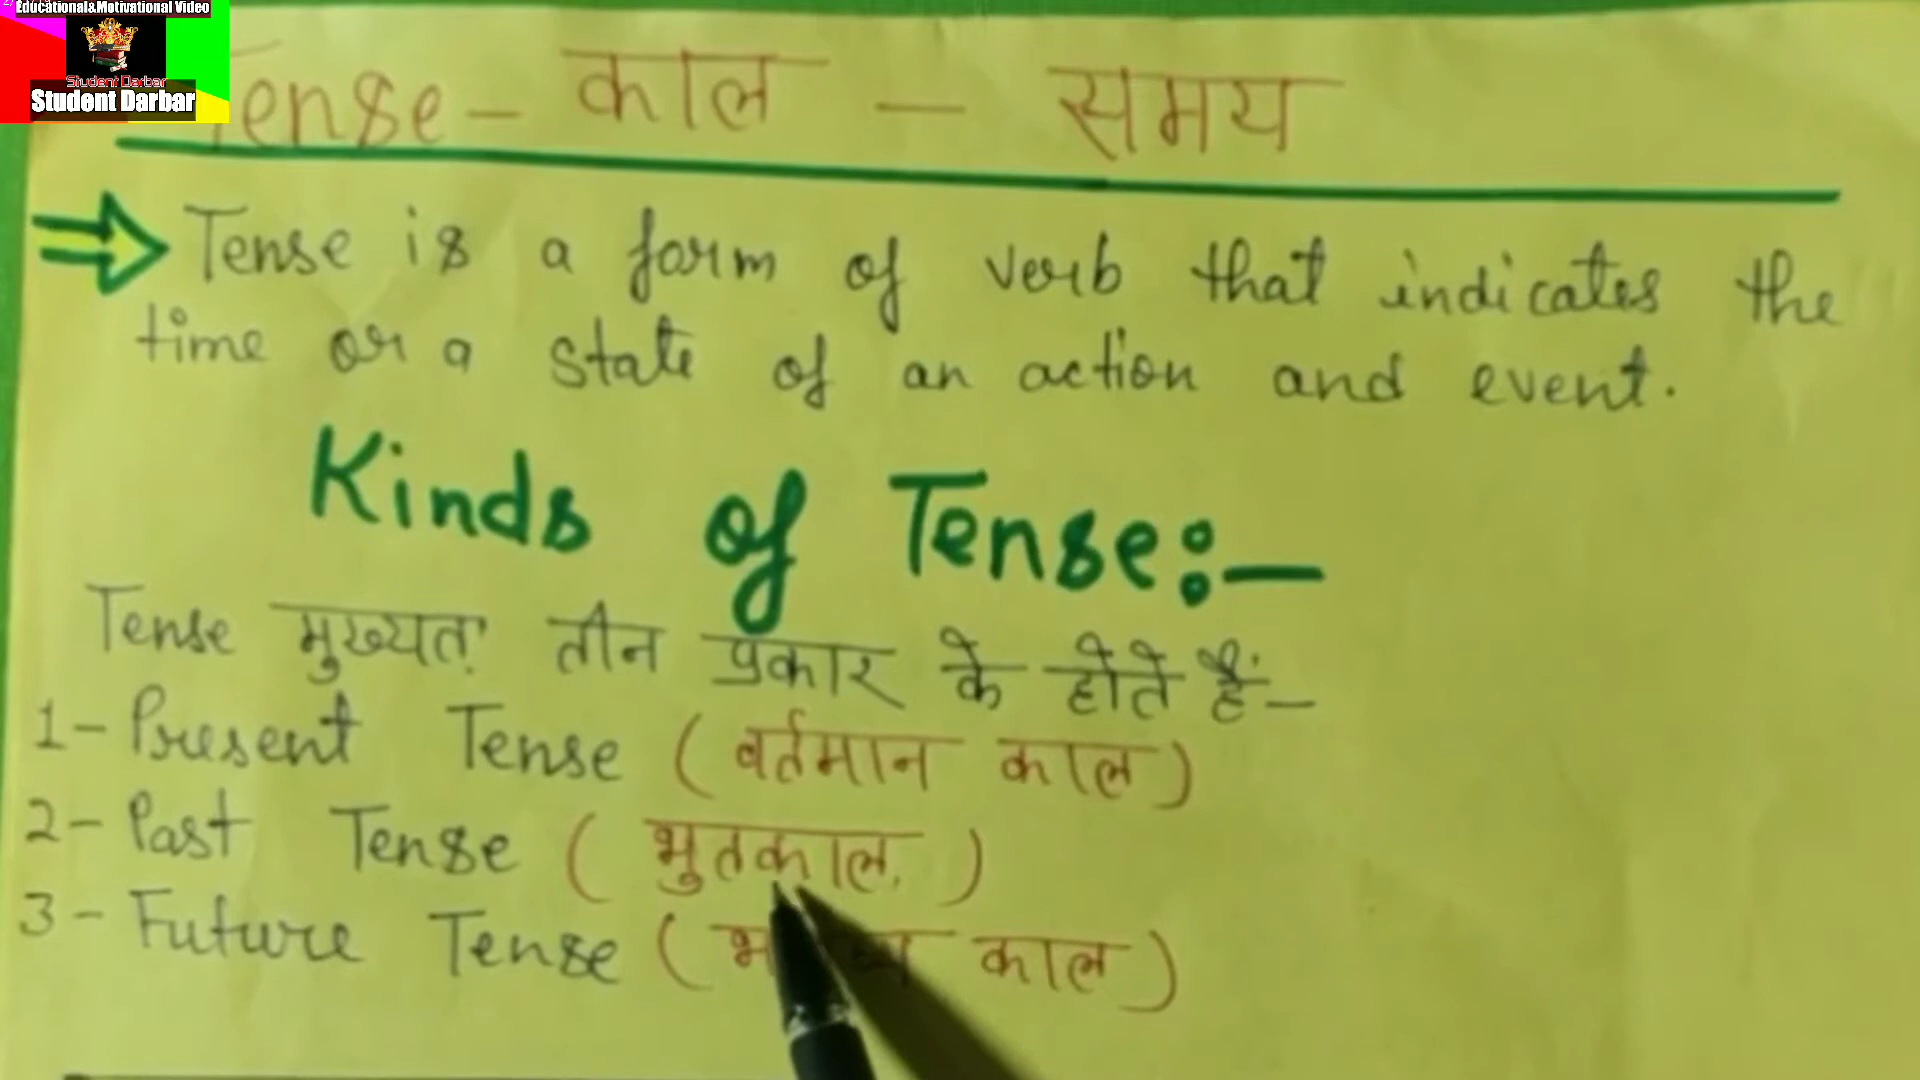 Educational&Motivational Video
Student Darbar
Student Darbar
Tense - काल - समय
Tense is a form of verb that indicates the
time or a state of an action and event.
Kinds of Tense:-
Tense मुख्यत: तीन प्रकार के होते हैं-
1- Present Tense (वर्तमान काल)
2- Past Tense (भुतकाल)
3- Future Tense ( काल)